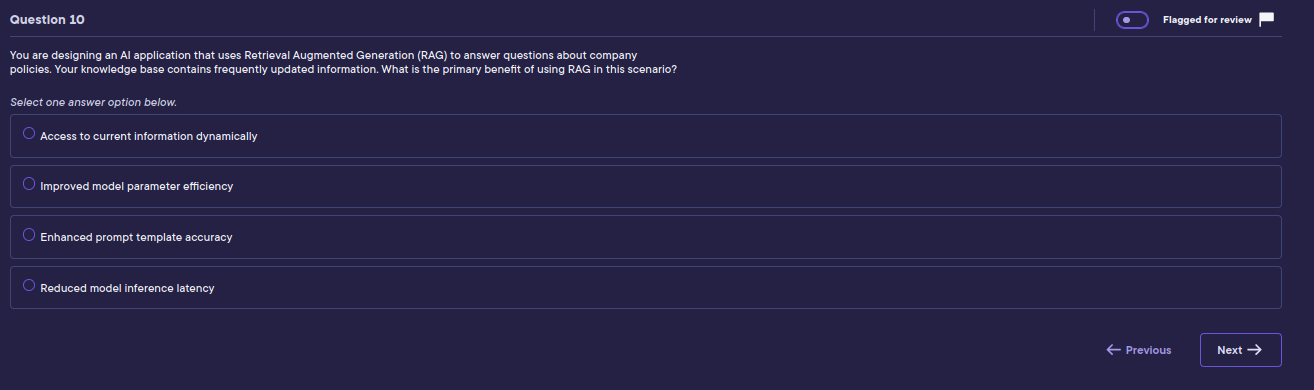 Question 10
Flagged for review
You are designing an AI application that uses Retrieval Augmented Generation (RAG) to answer questions about company
policies. Your knowledge base contains frequently updated information. What is the primary benefit of using RAG in this scenario?
Select one answer option below.
Access to current information dynamically
Improved model parameter efficiency
Enhanced prompt template accuracy
Reduced model inference latency
Previous
Next